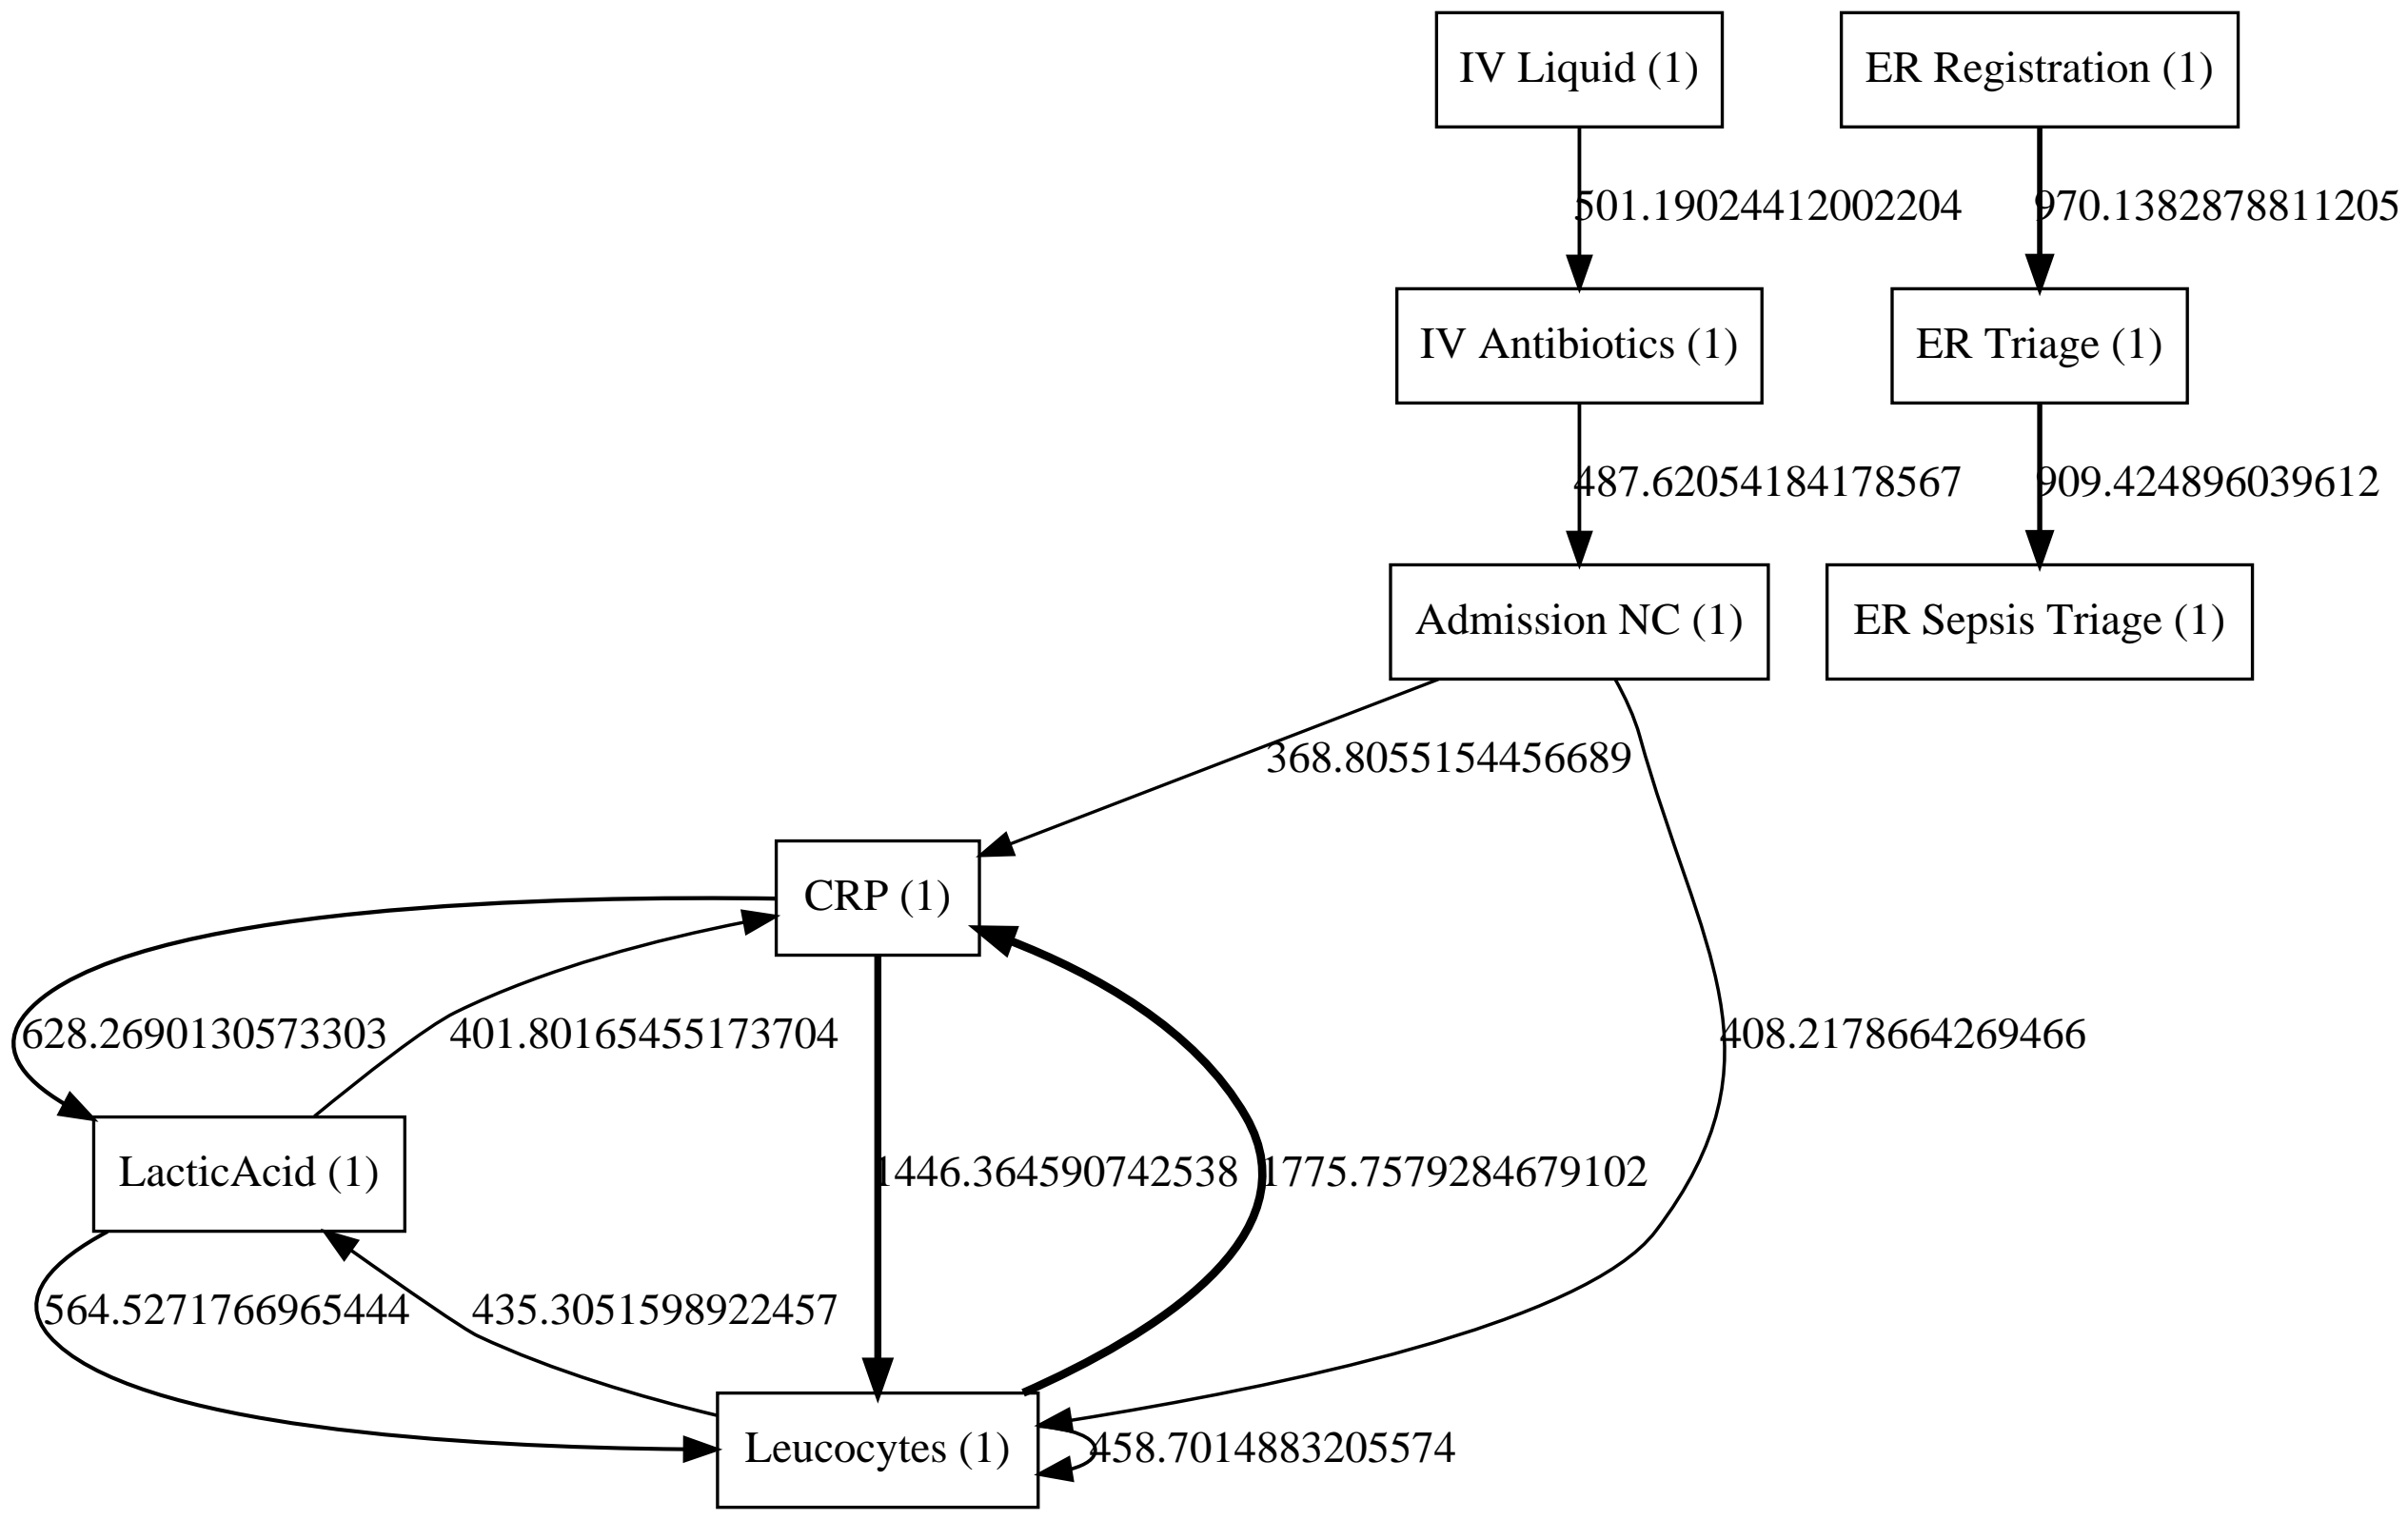 IV Liquid (1)
ER Registration (1)
501.19024412002204
970.1382878811205
IV Antibiotics (1)
ER Triage (1)
487.62054184178567
909.424896039612
Admission NC (1)
ER Sepsis Triage (1)
368.8055154456689
CRP (1)
628.2690130573303
401.80165455173704
408.2178664269466
LacticAcid (1)
1446.364590742538
1775.7579284679102
564.5271766965444
435.3051598922457
Leucocytes (1)
458.7014883205574